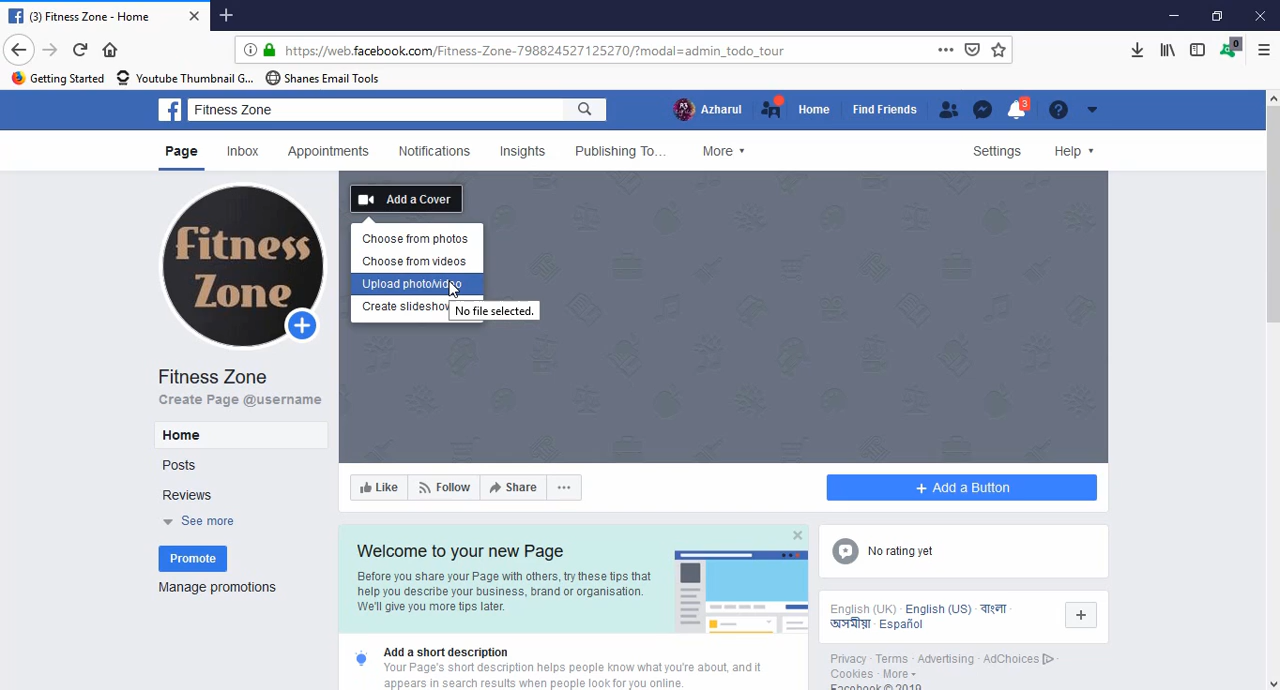 (3) Fitness Zone - Home
https://web.facebook.com/Fitness-Zone-798824527125270/?modal=admin_todo_tour
0
Getting Started
Youtube Thumbnail G...
Shanes Email Tools
Fitness Zone
Azharul
Home
Find Friends
3
Page
Inbox
Appointments
Notifications
Insights
Publishing To...
More
Settings
Help
Fitness
Zone
Add a Cover
Choose from photos
Choose from videos
Upload photo/video
Create slideshow
No file selected.
Fitness Zone
Create Page @username
Home
Posts
Reviews
See more
Promote
Manage promotions
Like
Follow
Share
+ Add a Button
Welcome to your new Page
Before you share your Page with others, try these tips that
help you describe your business, brand or organisation.
We'll give you more tips later.
Add a short description
Your Page's short description helps people know what you're about, and it
appears in search results when people look for you online.
No rating yet
English (UK) · English (US) · বাংলা ·
অসমীয়া · Español
Privacy · Terms · Advertising · AdChoices ·
Cookies · More
Facebook © 2019